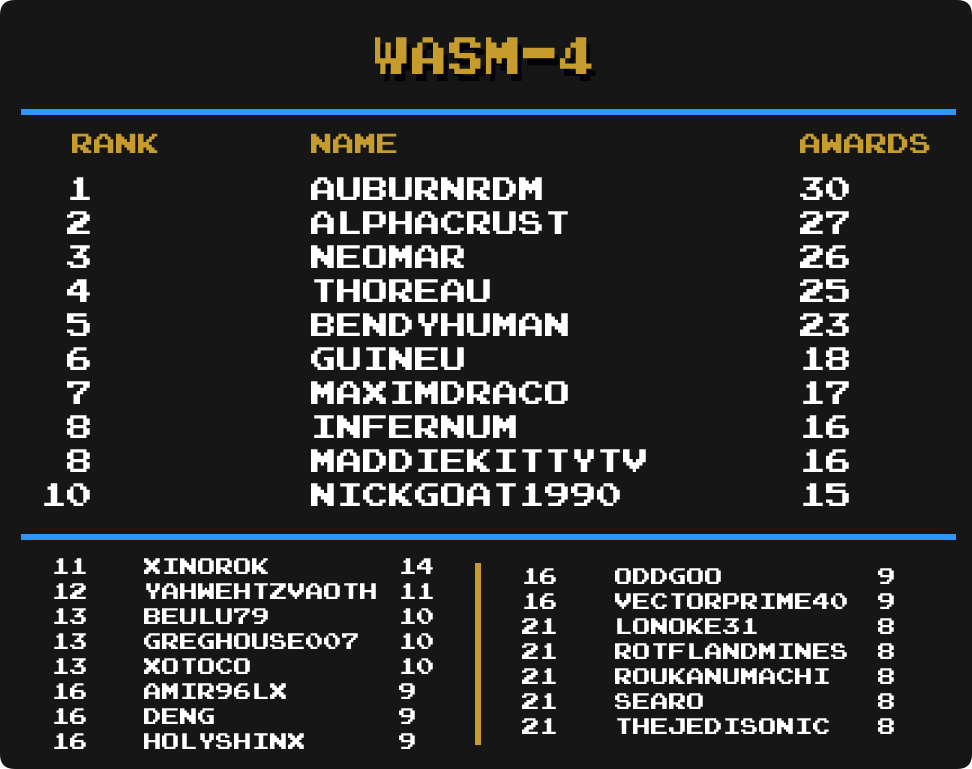 WASM-4
RANK NAME AWARDS
1 AUBURNRDM 30
2 ALPHACRUST 27
3 NEOMAR 26
4 THOREAU 25
5 BENDYHUMAN 23
6 GUINEU 18
7 MAXIMDRACO 17
8 INFERNUM 16
8 MADDIEKITTYTV 16
10 NICKGOAT1990 15
11 XINOROK 14
12 YAHWEHTZVAOTH 11
13 BEULU79 10
13 GREGHOUSE007 10
13 XOTOCO 10
16 AMIR96LX 9
16 DENG 9
16 HOLYSHINX 9
16 ODDGOO 9
16 VECTORPRIME40 9
21 LONOKE31 8
21 ROTFLANDMINES 8
21 ROUKANUMACHI 8
21 SEARO 8
21 THEJEDISONIC 8